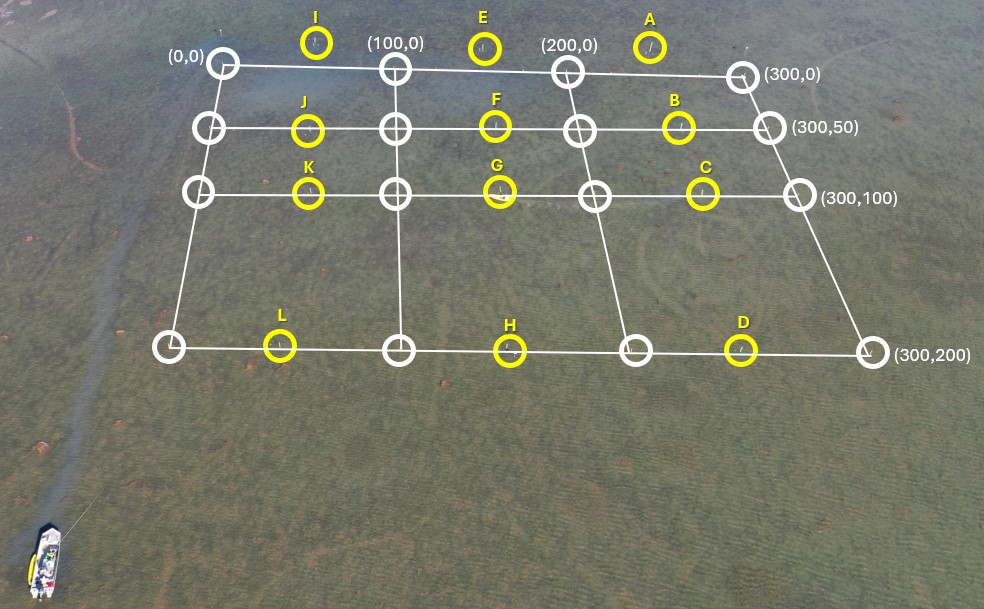 I
E
A
(0,0)
(100,0)
(200,0)
(300,0)
J
F
B
(300,50)
K
G
C
(300,100)
L
H
D
(300,200)